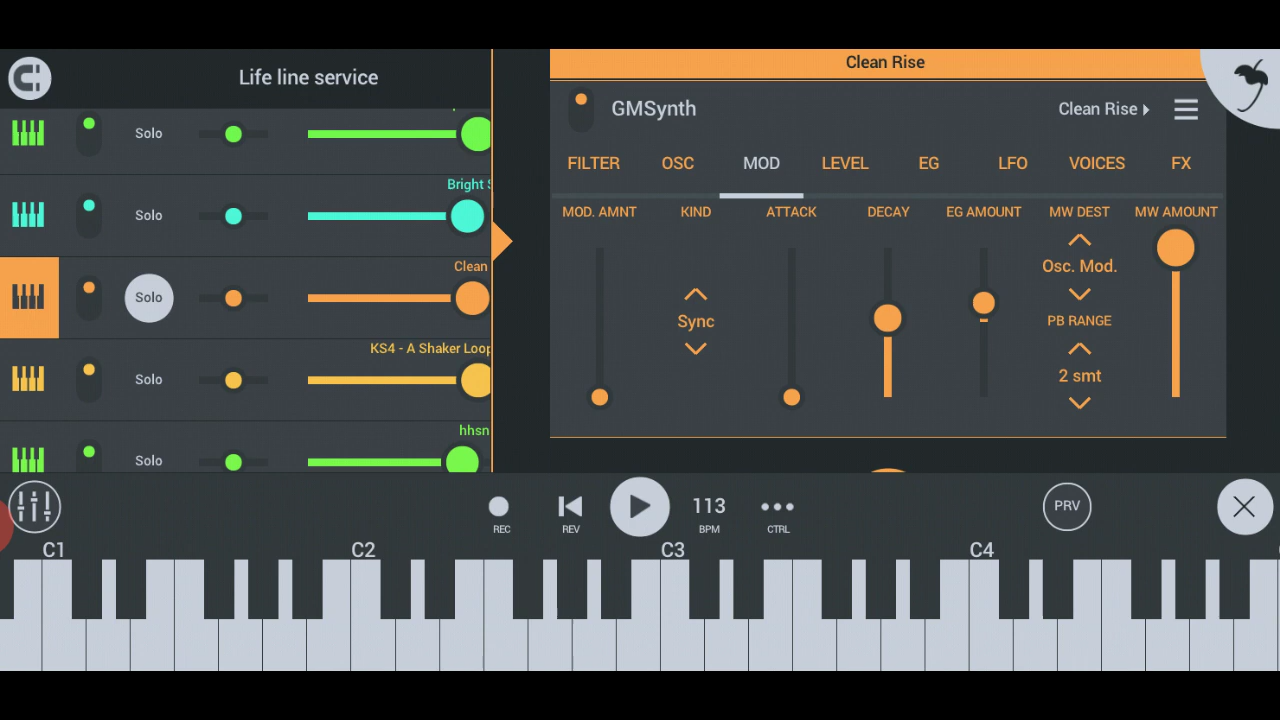 Life line service
Solo
Bright S
Solo
Clean
Solo
KS4 - A Shaker Loop
Solo
hhsn
Solo
Clean Rise
GMSynth
Clean Rise
FILTER OSC MOD LEVEL EG LFO VOICES FX
MOD. AMNT KIND ATTACK DECAY EG AMOUNT MW DEST MW AMOUNT
Osc. Mod.
Sync
PB RANGE
2 smt
113
PRV
REC REV BPM CTRL
C1 C2 C3 C4